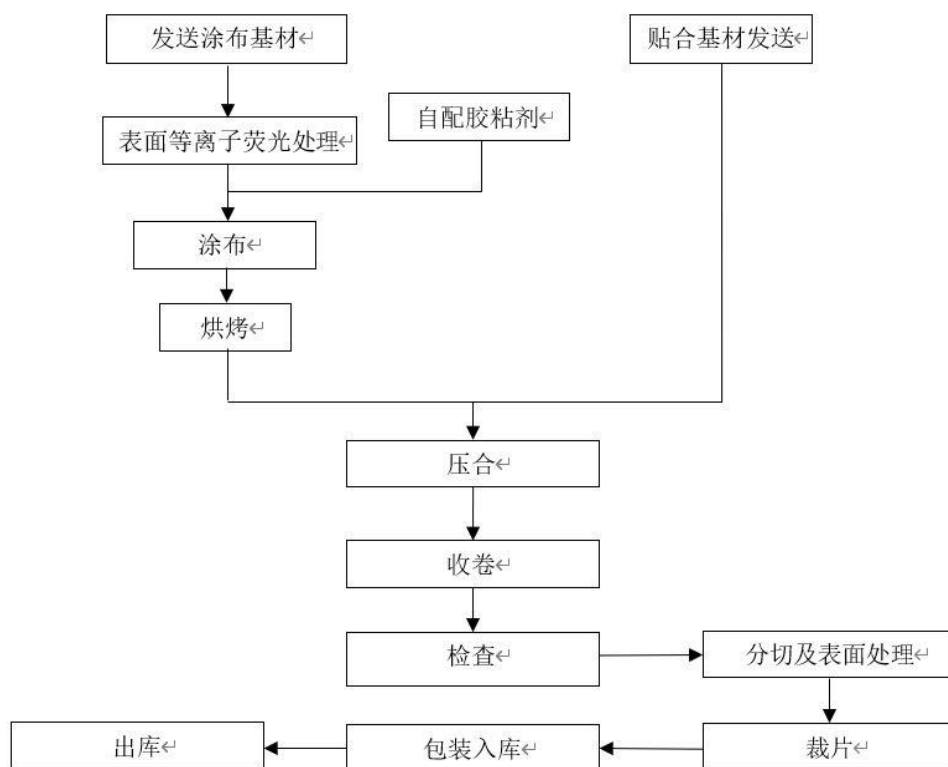 发送涂布基材↵
贴合基材发送↵
自配胶粘剂↵
表面等离子荧光处理↵
涂布↵
烘烤↵
压合↵
收卷↵
检查↵
分切及表面处理↵
出库↵
包装入库↵
裁片↵